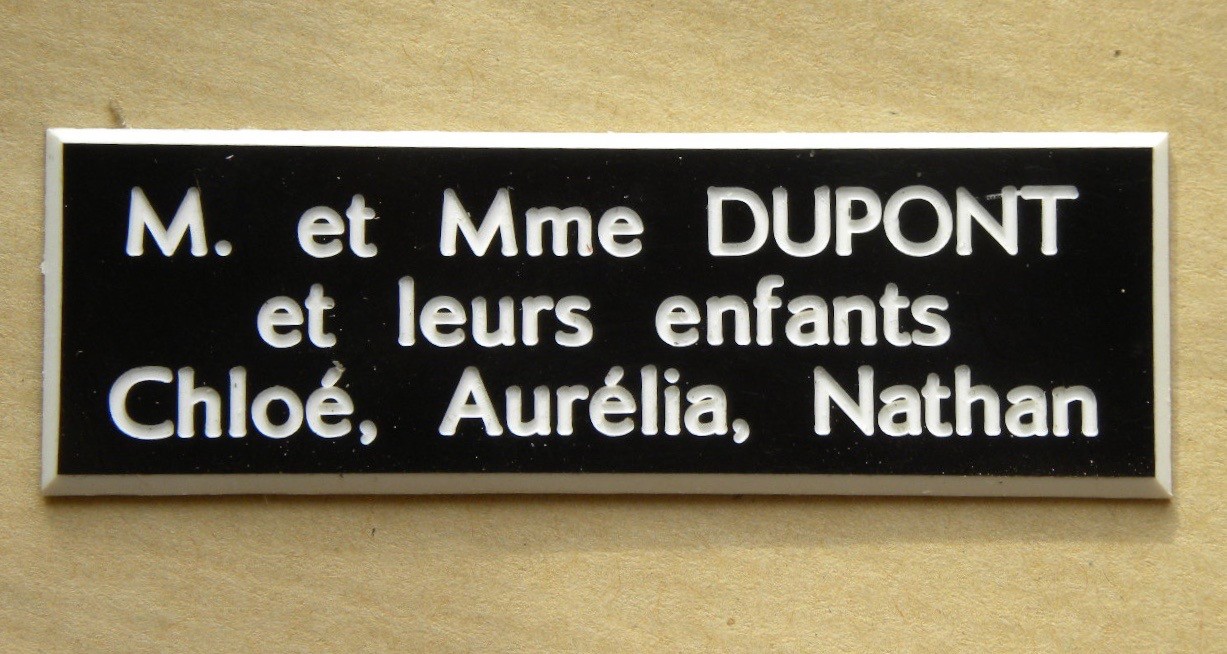 M. et Mme DUPONT
et leurs enfants
Chloé, Aurélia, Nathan